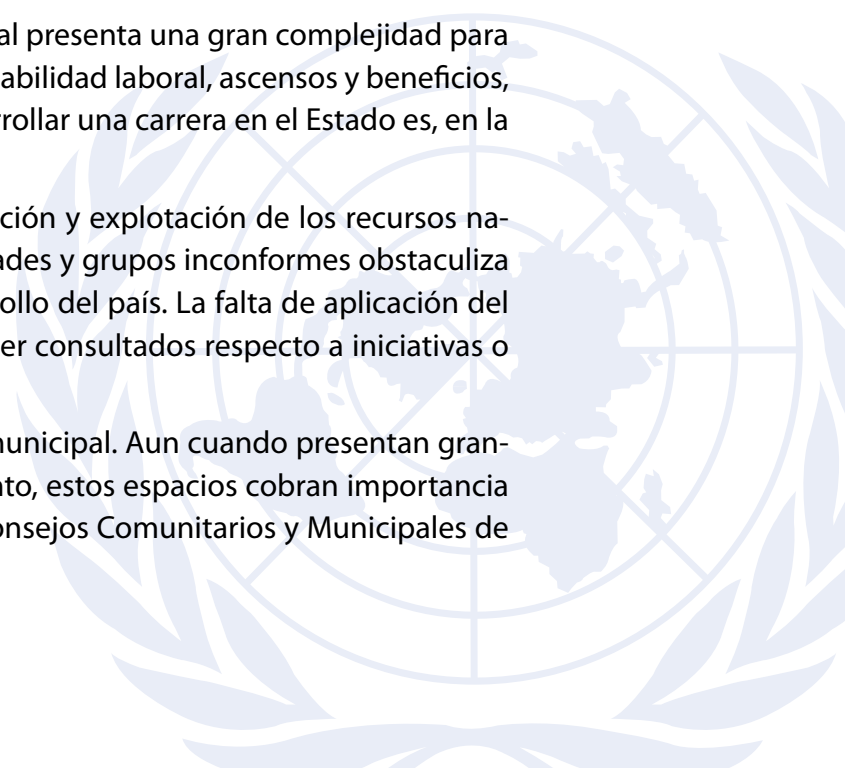 al presenta una gran complejidad para
abilidad laboral, ascensos y beneficios,
rrollar una carrera en el Estado es, en la
ción y explotación de los recursos na-
ades y grupos inconformes obstaculiza
ollo del país. La falta de aplicación del
er consultados respecto a iniciativas o
municipal. Aun cuando presentan gran-
nto, estos espacios cobran importancia
onsejos Comunitarios y Municipales de